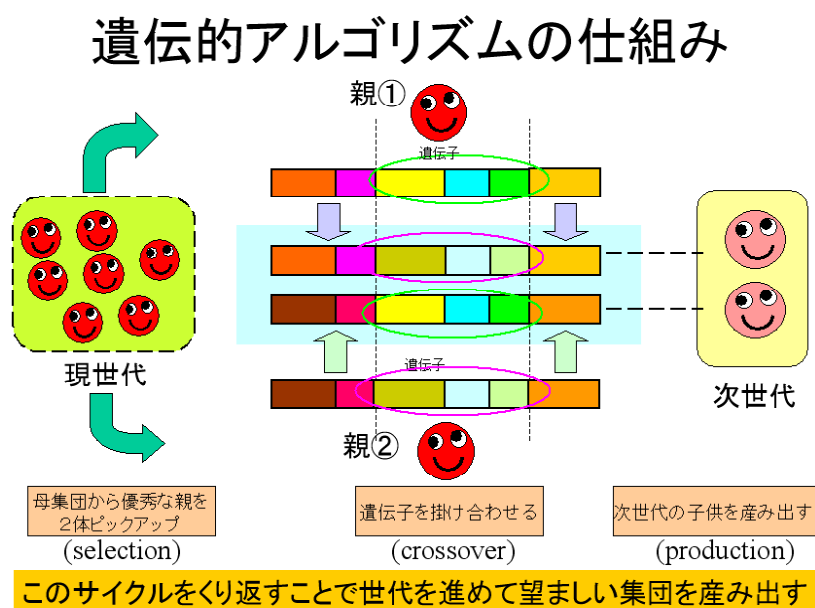 遺伝的アルゴリズムの仕組み
親①
遺伝子
現世代
遺伝子
次世代
親②
母集団から優秀な親を
2体ピックアップ
(selection)
遺伝子を掛け合わせる
(crossover)
次世代の子供を産み出す
(production)
このサイクルをくり返すことで世代を進めて望ましい集団を産み出す